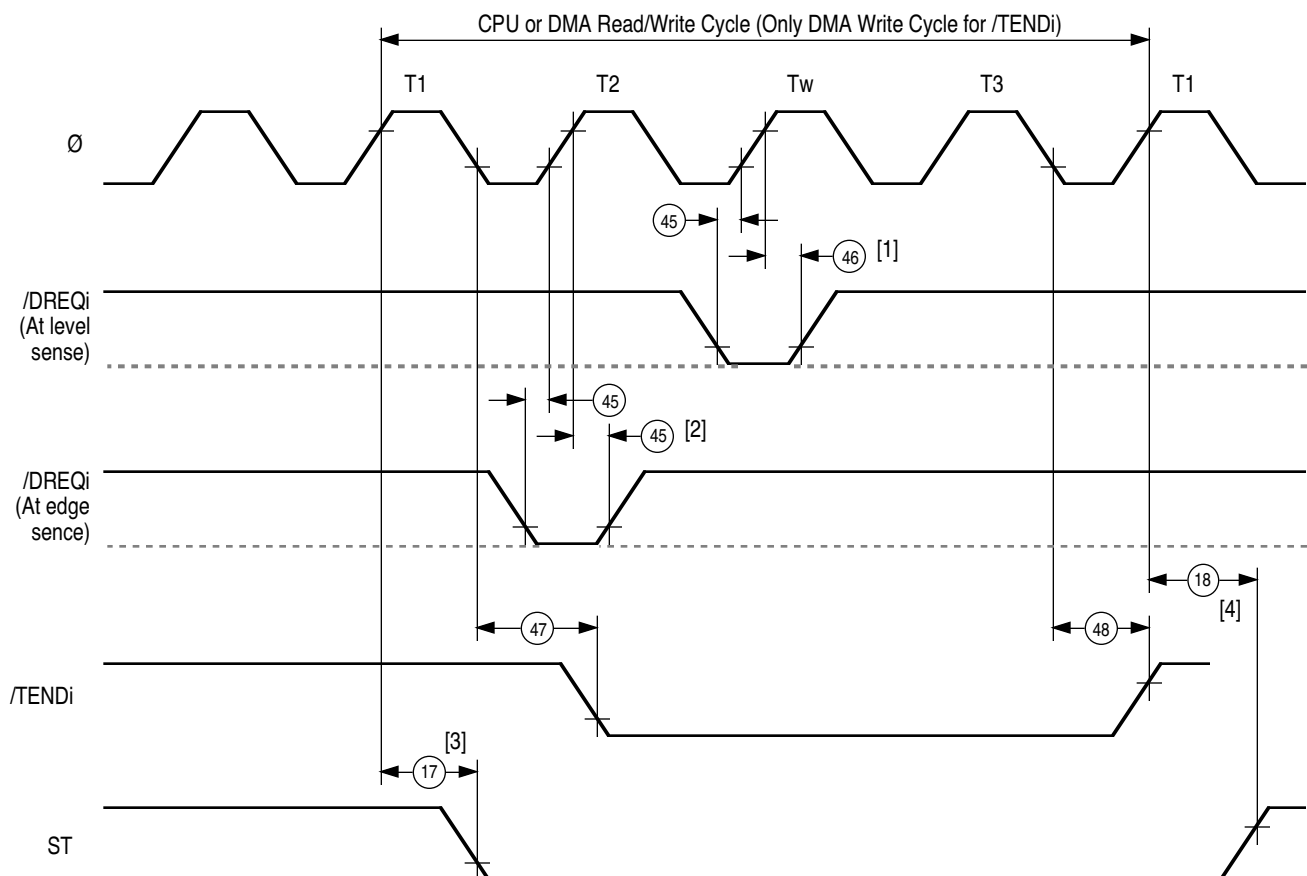 CPU or DMA Read/Write Cycle (Only DMA Write Cycle for /TENDi)
T1 T2 Tw T3 T1
Ø
45
46 [1]
/DREQi
(At level
sense)
45
45 [2]
/DREQi
(At edge
sence)
18
[4]
47
48
/TENDi
[3]
17
ST